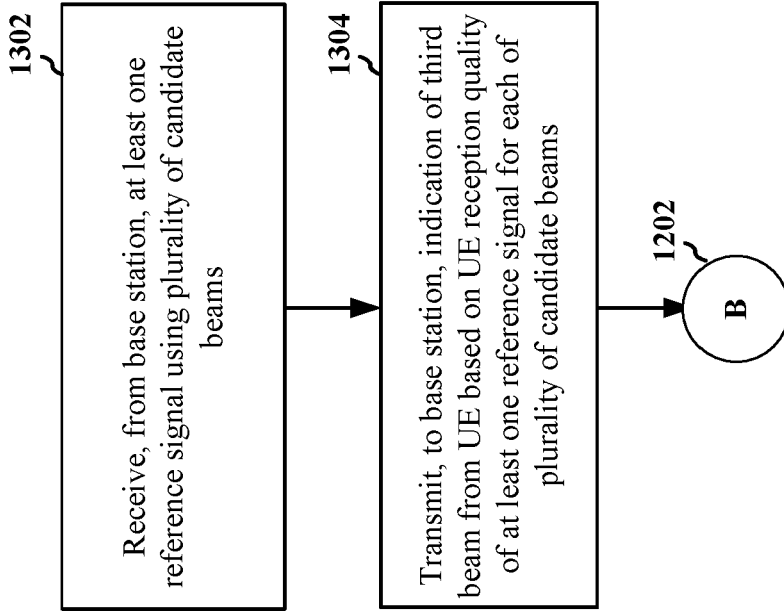 1302
Receive, from base station, at least one
reference signal using plurality of candidate
beams
1304
Transmit, to base station, indication of third
beam from UE based on UE reception quality
of at least one reference signal for each of
plurality of candidate beams
1202
B